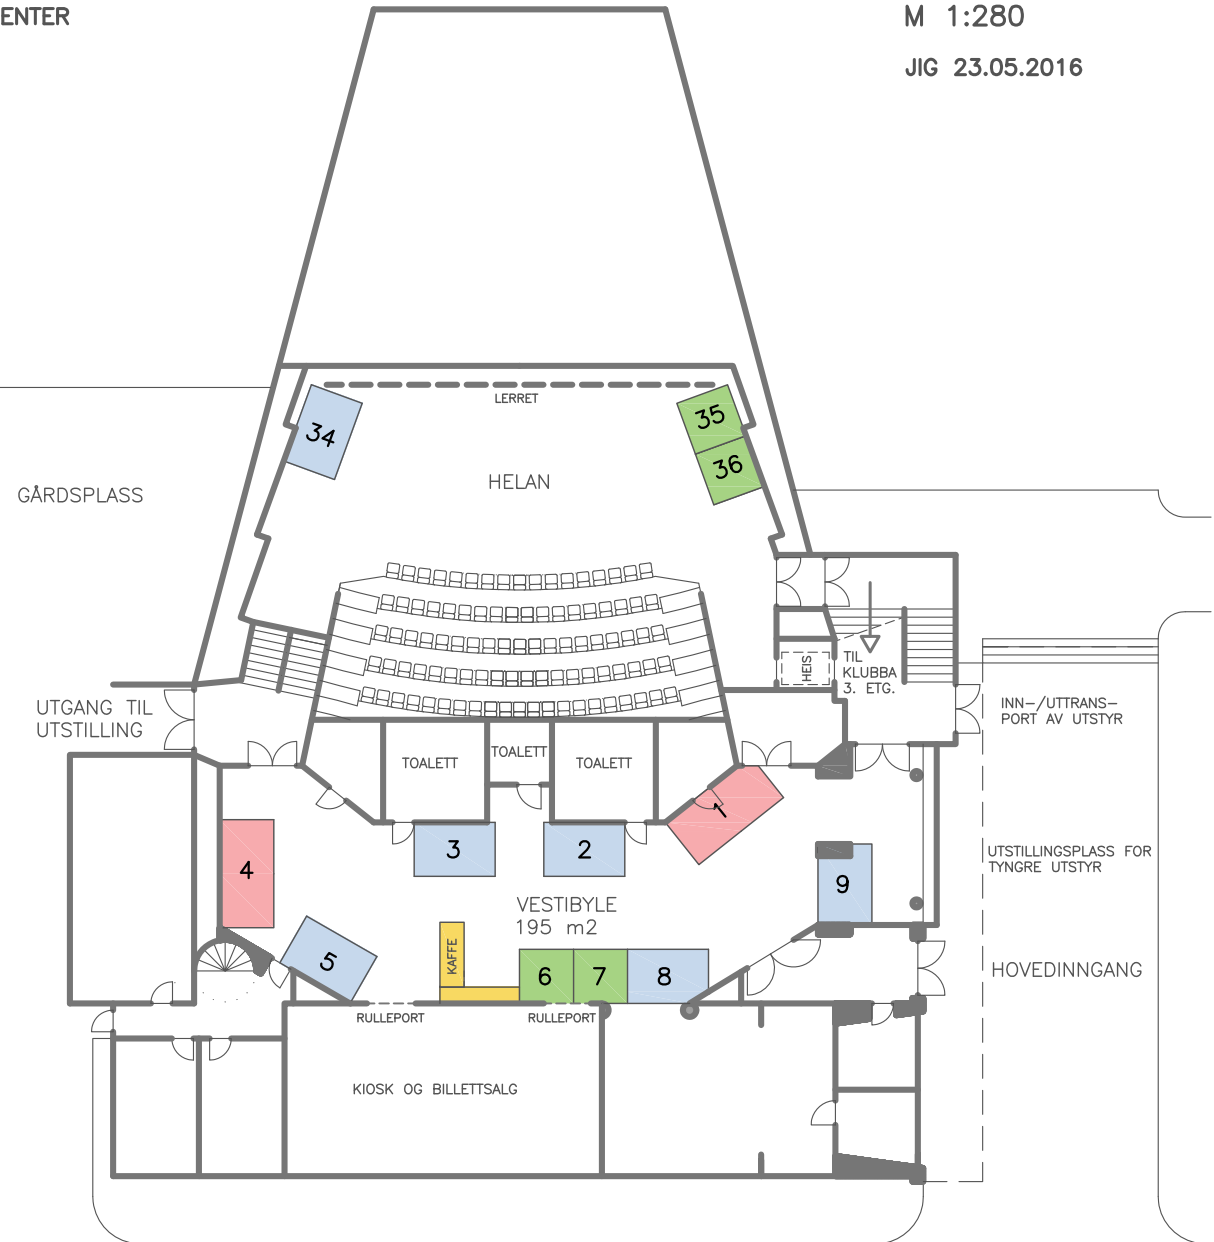 ENTER
M 1:280
JIG 23.05.2016
LERRET
34
35
36
HELAN
GÅRDSPLASS
HEIS
TIL
KLUBBA
3. ETG.
UTGANG TIL
UTSTILLING
INN-/UTTRANS-
PORT AV UTSTYR
TOALETT
TOALETT
TOALETT
1
3
2
4
9
UTSTILLINGSPLASS FOR
TYNGRE UTSTYR
VESTIBYLE
195 m2
5
KAFFE
6
7
8
HOVEDINNGANG
RULLEPORT
RULLEPORT
KIOSK OG BILLETTSALG